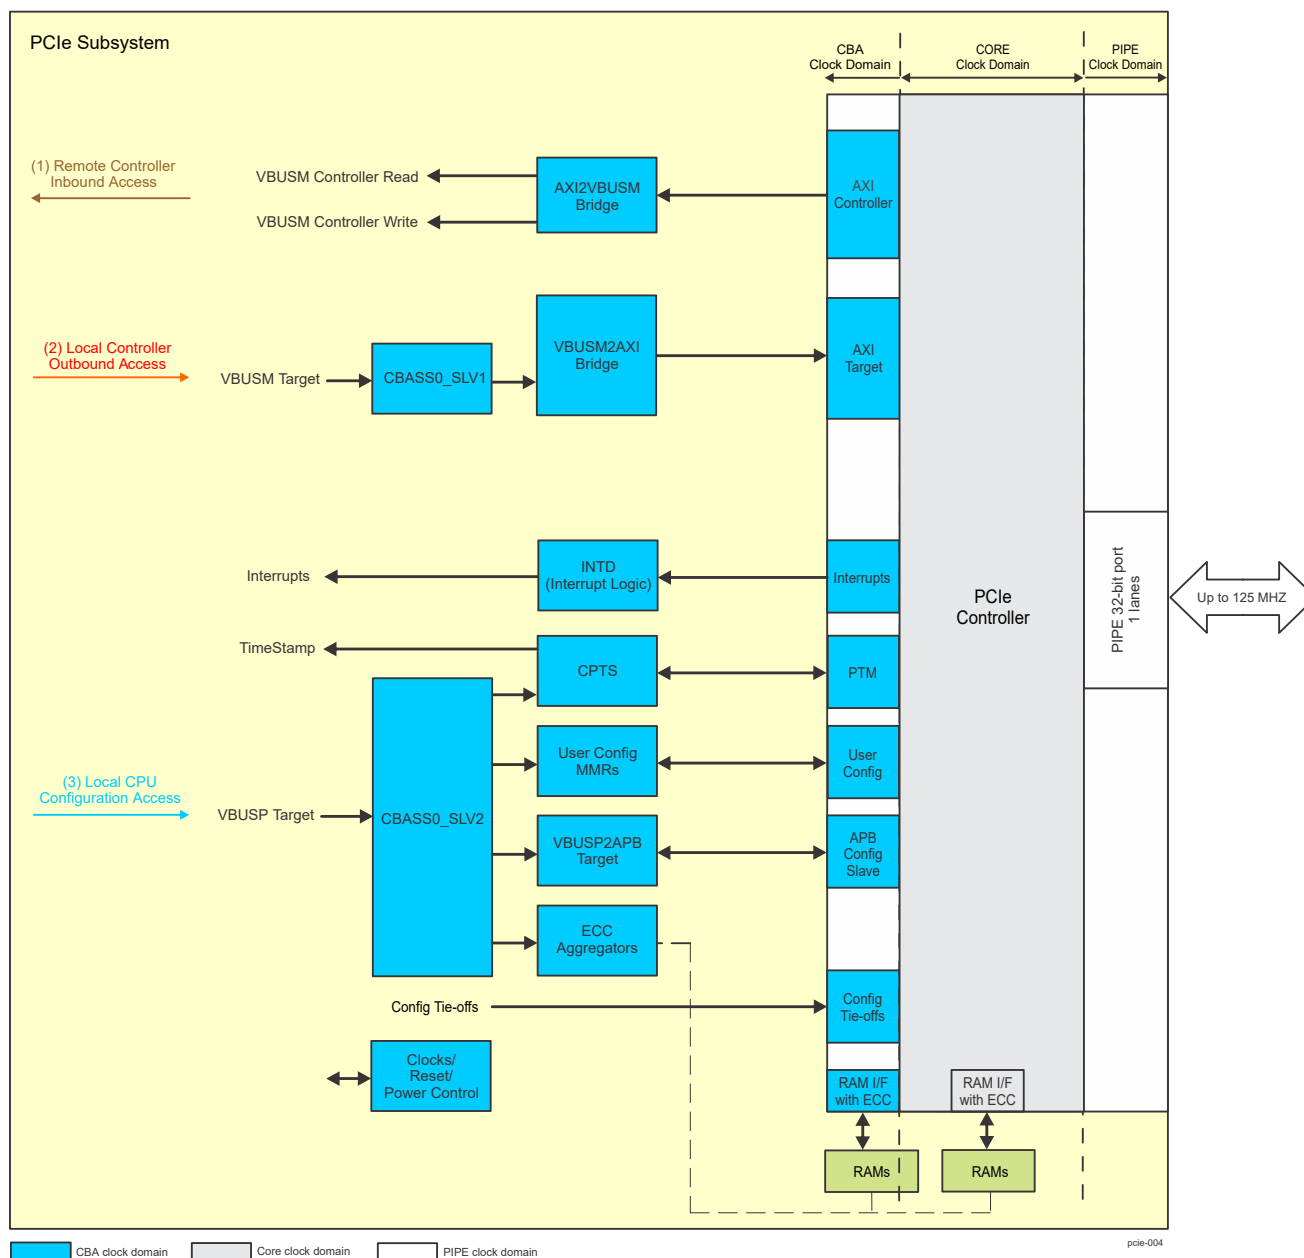 PCIe Subsystem
CBA
Clock Domain
CORE
Clock Domain
PIPE
Clock Domain
(1) Remote Controller
Inbound Access
VBUSM Controller Read
VBUSM Controller Write
AXI2VBUSM
Bridge
AXI
Controller
(2) Local Controller
Outbound Access
VBUSM Target
CBASS0_SLV1
VBUSM2AXI
Bridge
AXI
Target
Interrupts
INTD
(Interrupt Logic)
Interrupts
PCIe
Controller
PIPE 32-bit port
1 lanes
Up to 125 MHZ
TimeStamp
CPTS
PTM
(3) Local CPU
Configuration Access
VBUSP Target
CBASS0_SLV2
User Config
MMRs
User
Config
VBUSP2APB
Target
APB
Config
Slave
ECC
Aggregators
Config Tie-offs
Config
Tie-offs
Clocks/
Reset/
Power Control
RAM I/F
with ECC
RAM I/F
with ECC
RAMs
RAMs
pcie-004
CBA clock domain
Core clock domain
PIPE clock domain